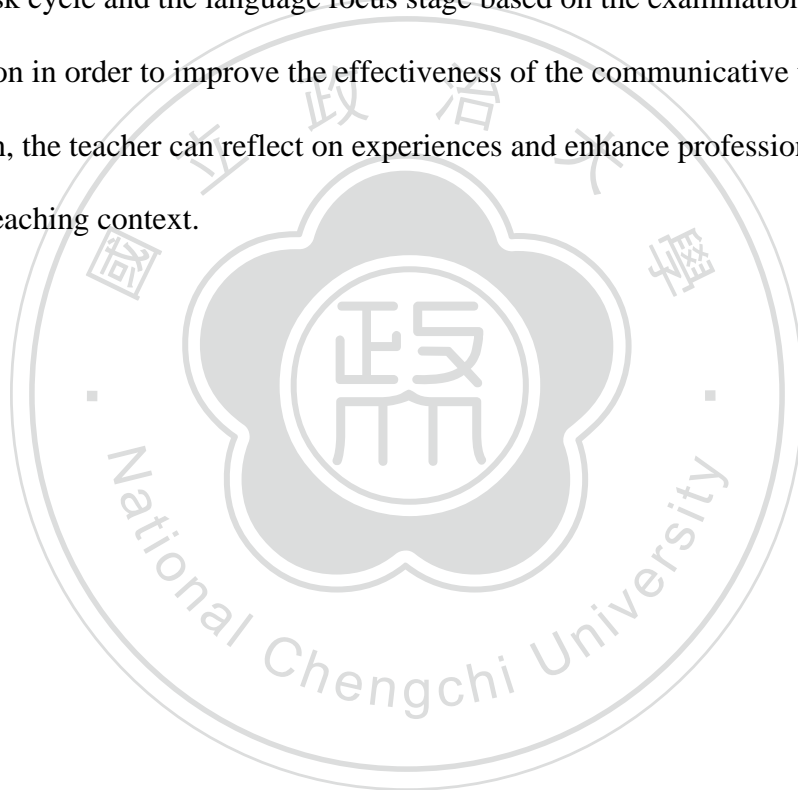 sk cycle and the language focus stage based on the examination
on in order to improve the effectiveness of the communicative
n, the teacher can reflect on experiences and enhance profession
eaching context.
國立政治大學
政大
National Chengchi University